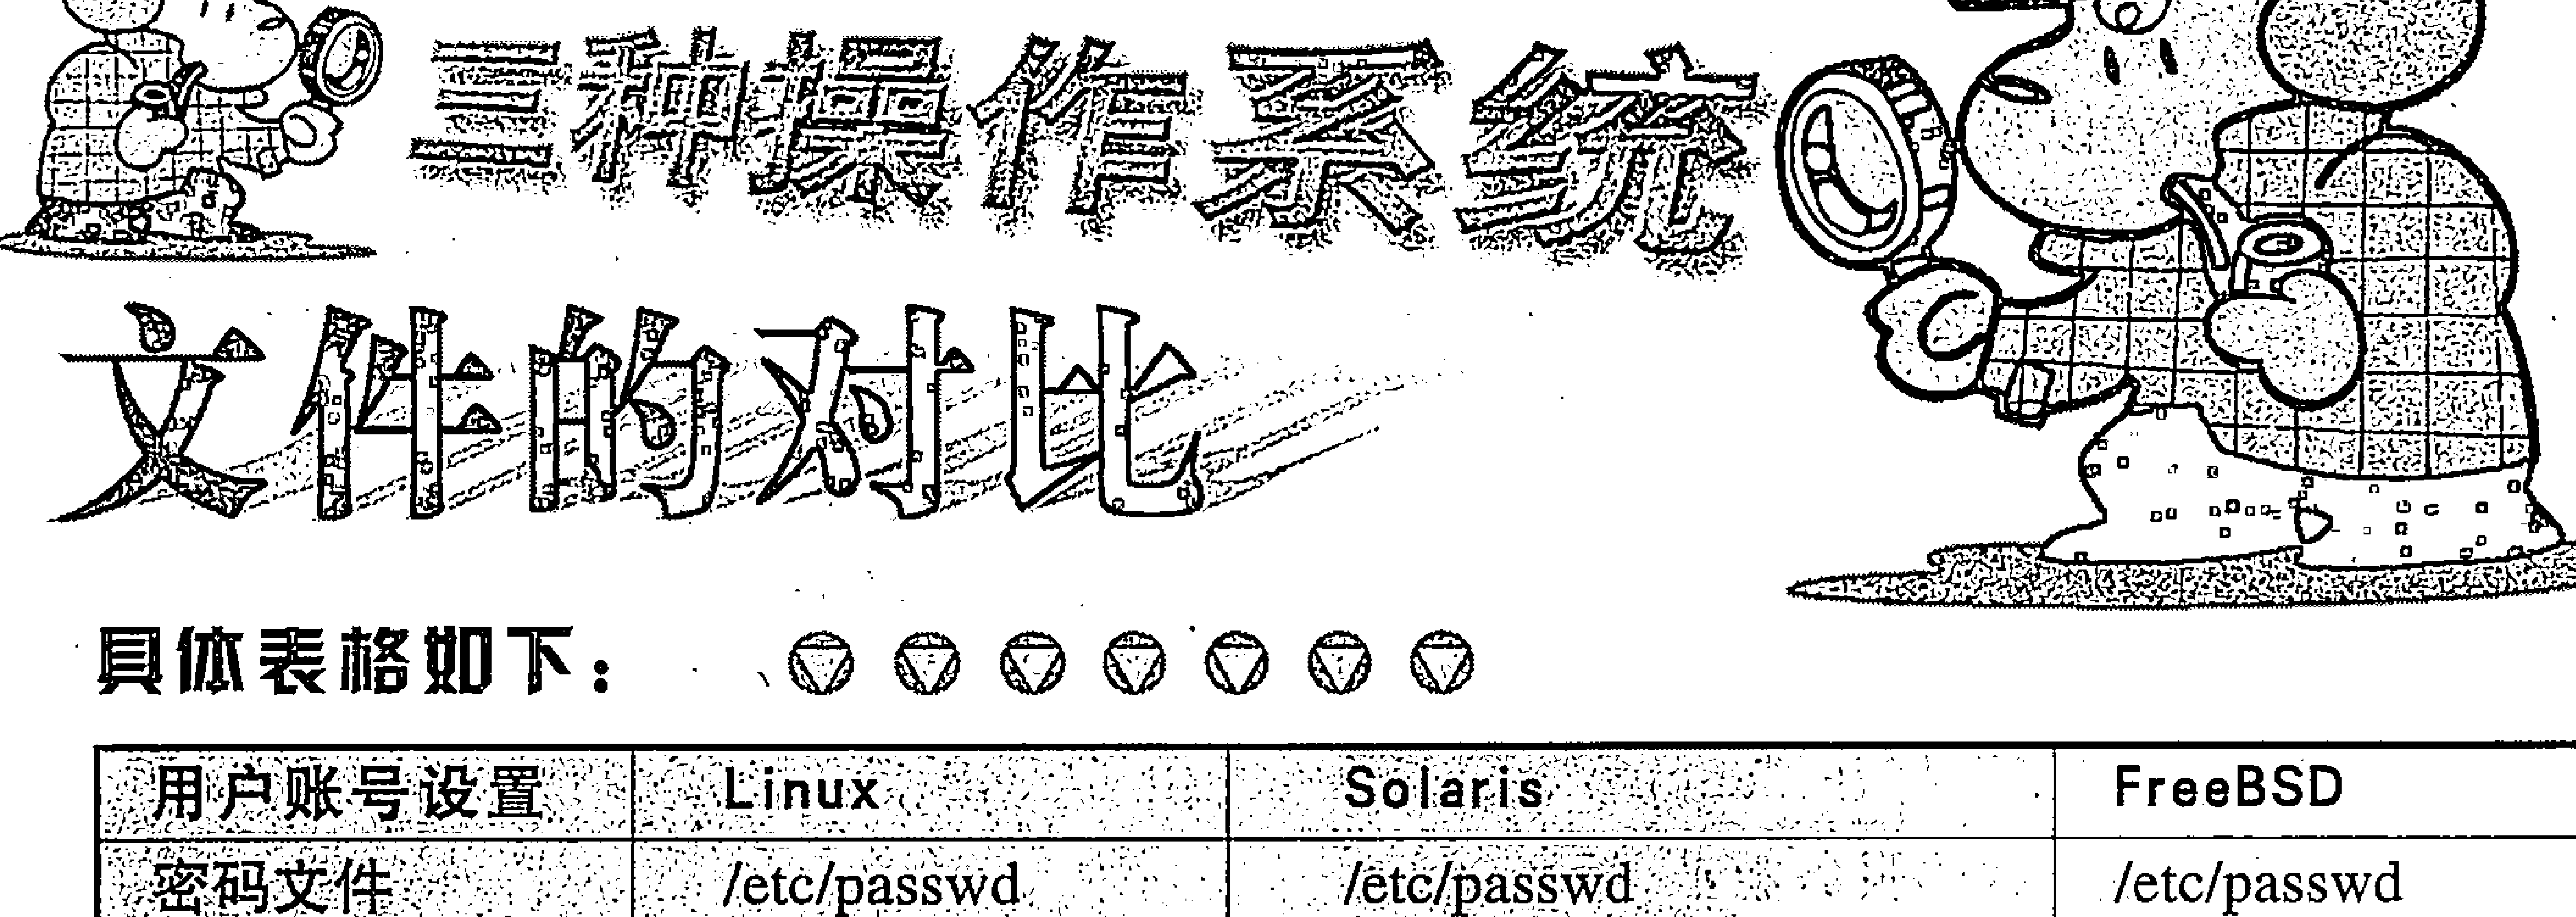 三种操作系统
文件的对比
具体表格如下：
用户账号设置 Linux Solaris FreeBSD
密码文件 /etc/passwd /etc/passwd /etc/passwd